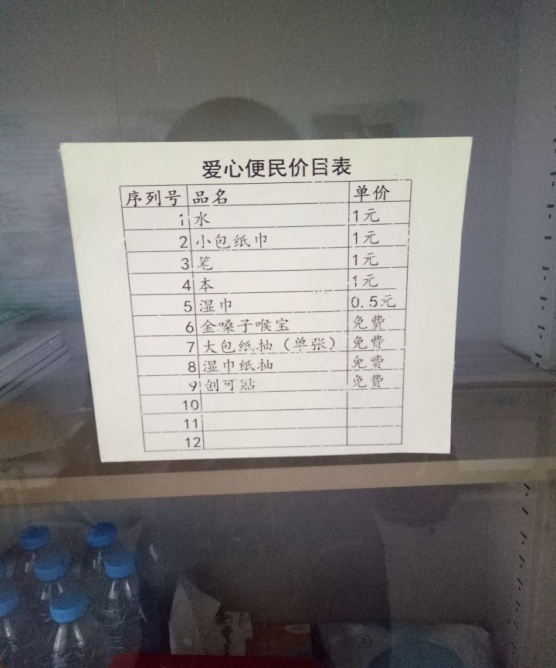 爱心便民价目表
序列号 品名 单价
1 水 1元
2 小包纸巾 1元
3 笔 1元
4 本 1元
5 湿巾 0.5元
6 金嗓子喉宝 免费
7 大包纸抽（单张） 免费
8 湿巾纸抽 免费
9 创可贴 免费
10
11
12